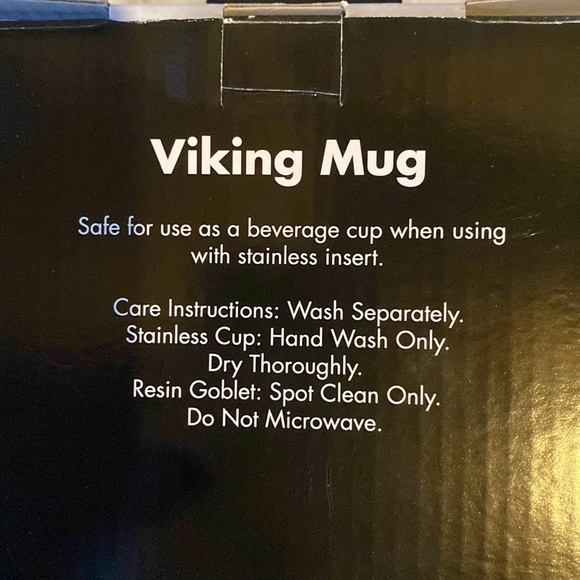 Viking Mug
Safe for use as a beverage cup when using
with stainless insert.
Care Instructions: Wash Separately.
Stainless Cup: Hand Wash Only.
Dry Thoroughly.
Resin Goblet: Spot Clean Only.
Do Not Microwave.